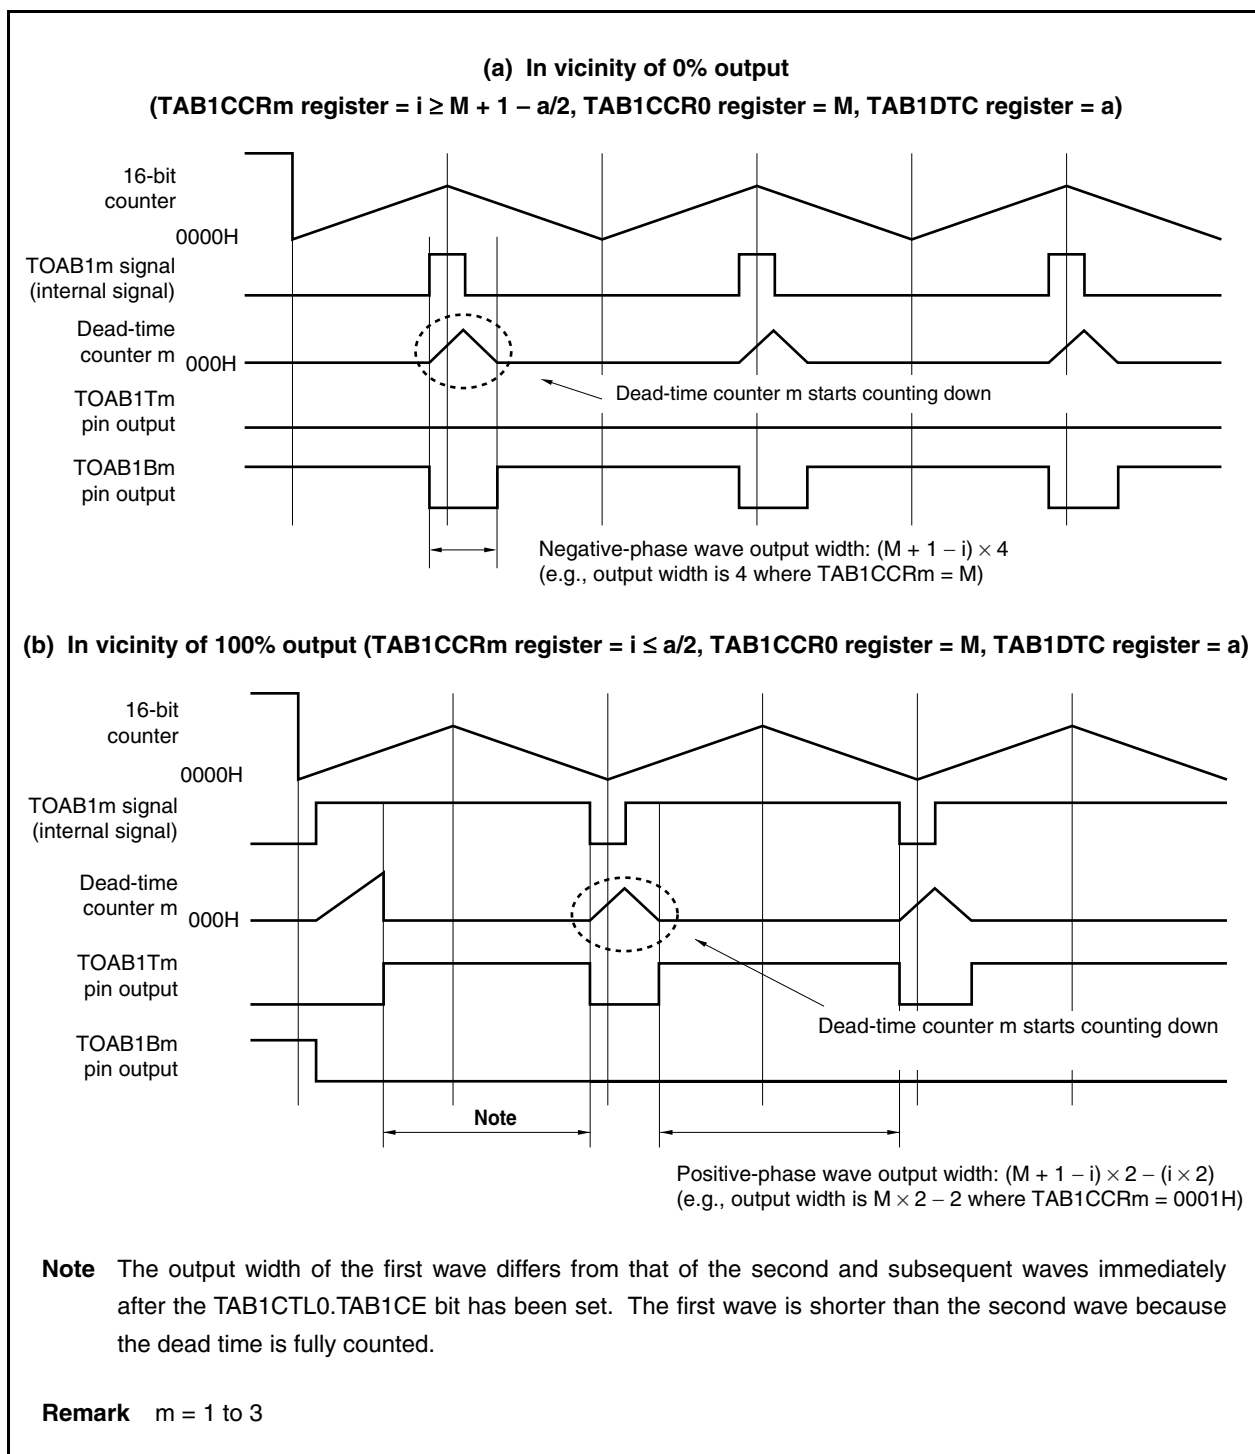 (a) In vicinity of 0% output
(TAB1CCRm register = i ≥ M + 1 – a/2, TAB1CCR0 register = M, TAB1DTC register = a)
16-bit
counter
0000H
TOAB1m signal
(internal signal)
Dead-time
counter m
000H
Dead-time counter m starts counting down
TOAB1Tm
pin output
TOAB1Bm
pin output
Negative-phase wave output width: (M + 1 – i) × 4
(e.g., output width is 4 where TAB1CCRm = M)
(b) In vicinity of 100% output (TAB1CCRm register = i ≤ a/2, TAB1CCR0 register = M, TAB1DTC register = a)
16-bit
counter
0000H
TOAB1m signal
(internal signal)
Dead-time
counter m
000H
TOAB1Tm
pin output
Dead-time counter m starts counting down
TOAB1Bm
pin output
Note
Positive-phase wave output width: (M + 1 – i) × 2 – (i × 2)
(e.g., output width is M × 2 – 2 where TAB1CCRm = 0001H)
Note The output width of the first wave differs from that of the second and subsequent waves immediately
after the TAB1CTL0.TAB1CE bit has been set. The first wave is shorter than the second wave because
the dead time is fully counted.
Remark m = 1 to 3